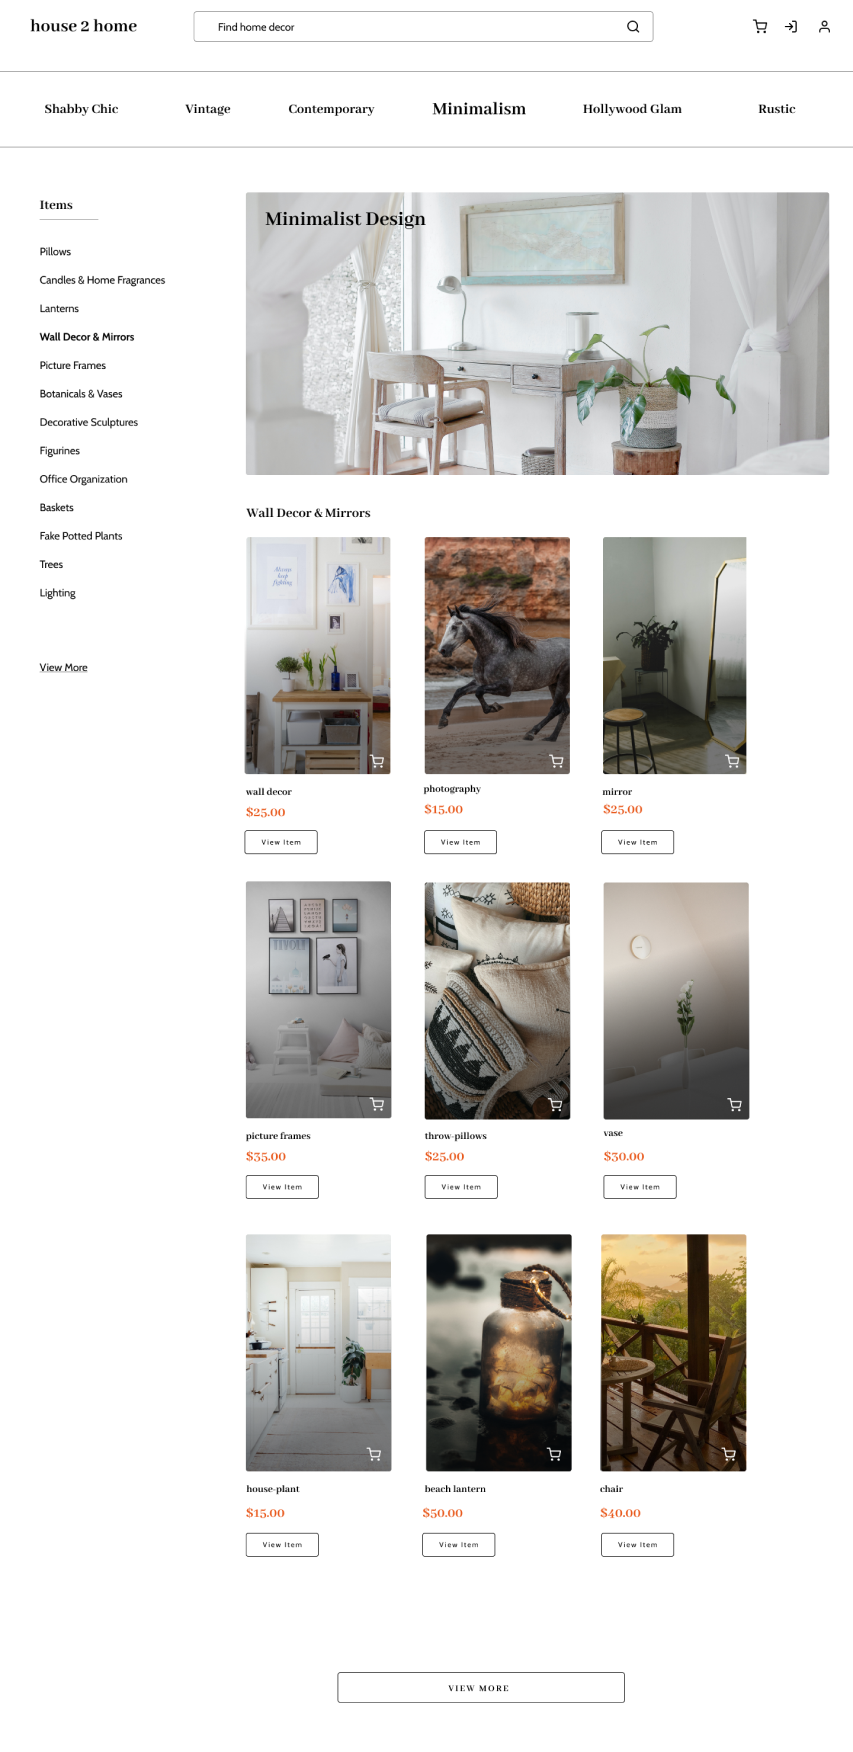 house 2 home
Find home decor
Shabby Chic
Vintage
Contemporary
Minimalism
Hollywood Glam
Rustic
Items
Pillows
Candles & Home Fragrances
Lanterns
Wall Decor & Mirrors
Picture Frames
Botanicals & Vases
Decorative Sculptures
Figurines
Office Organization
Baskets
Fake Potted Plants
Trees
Lighting
View More
Minimalist Design
Wall Decor & Mirrors
Always
keep
fighting
wall decor
$25.00
View Item
photography
$15.00
View Item
mirror
$25.00
View Item
TIVOLI
picture frames
$35.00
View Item
throw-pillows
$25.00
View Item
vase
$30.00
View Item
house-plant
$15.00
View Item
beach lantern
$50.00
View Item
chair
$40.00
View Item
VIEW MORE